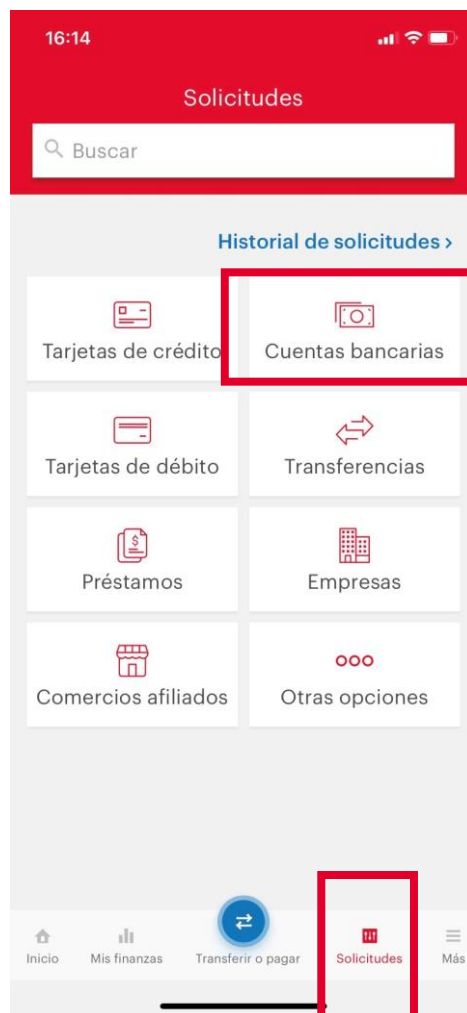 16:14
Solicitudes
Buscar
Historial de solicitudes >
Tarjetas de crédito
Cuentas bancarias
Tarjetas de débito
Transferencias
Préstamos
Empresas
Comercios afiliados
Otras opciones
Inicio
Mis finanzas
Transferir o pagar
Solicitudes
Más